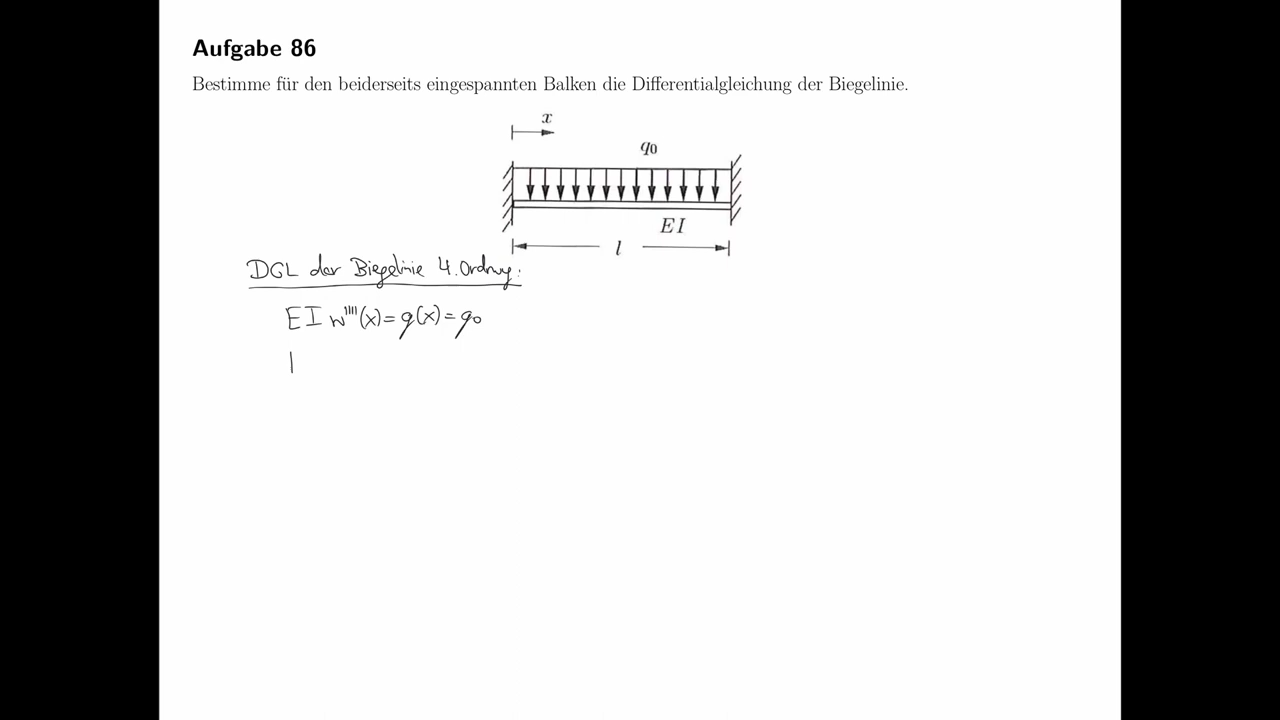 Aufgabe 86
Bestimme für den beiderseits eingespannten Balken die Differentialgleichung der Biegelinie.
x
q₀
EI
l
DGL der Biegelinie 4. Ordnung:
EI w''''(x) = q(x) = q₀